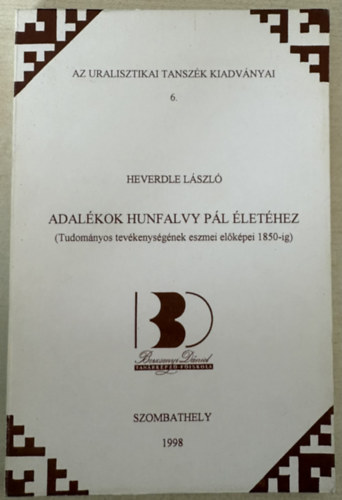 AZ URALISZTIKAI TANSZÉK KIADVÁNYAI
6.
HEVERDLE LÁSZLÓ
ADALÉKOK HUNFALVY PÁL ÉLETÉHEZ
(Tudományos tevékenységének eszmei előképei 1850-ig)
BD
Berzsenyi Dániel
TANÁRKÉPZŐ FŐISKOLA
SZOMBATHELY
1998